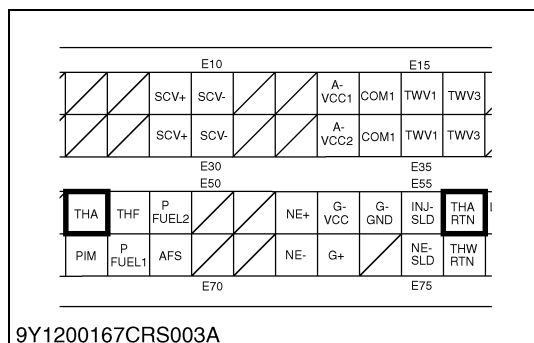 E10 E15
SCV+ SCV- A-VCC1 COM1 TWV1 TWV3
SCV+ SCV- A-VCC2 COM1 TWV1 TWV3
E30 E35
E50 E55
THA THF P FUEL2 NE+ G-VCC G-GND INJ-SLD THA RTN
PIM P FUEL1 AFS NE- G+ NE-SLD THW RTN
E70 E75
9Y1200167CRS003A